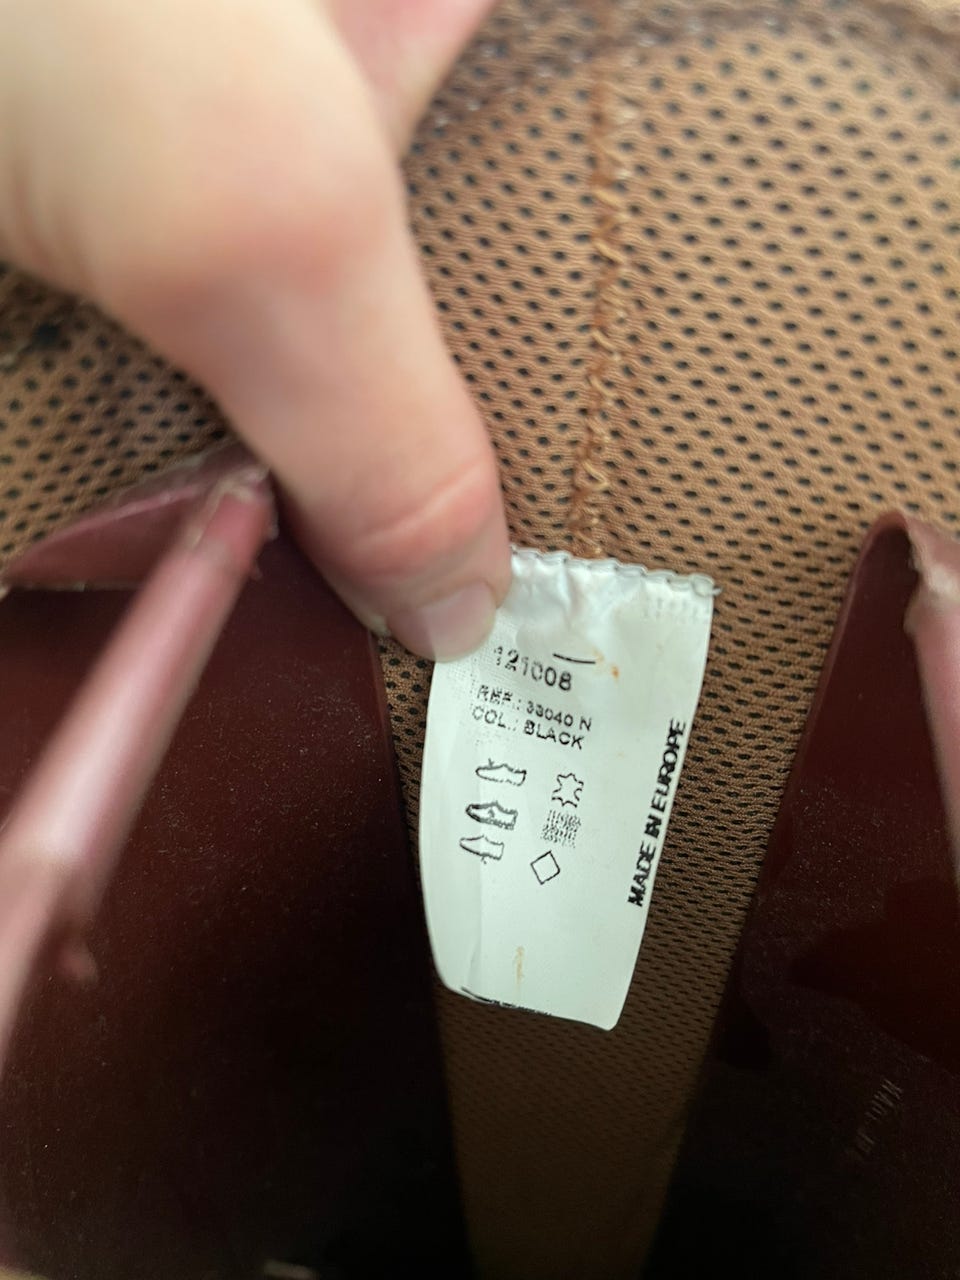 121008
REF.: 33040 N
COL.: BLACK
MADE IN EUROPE